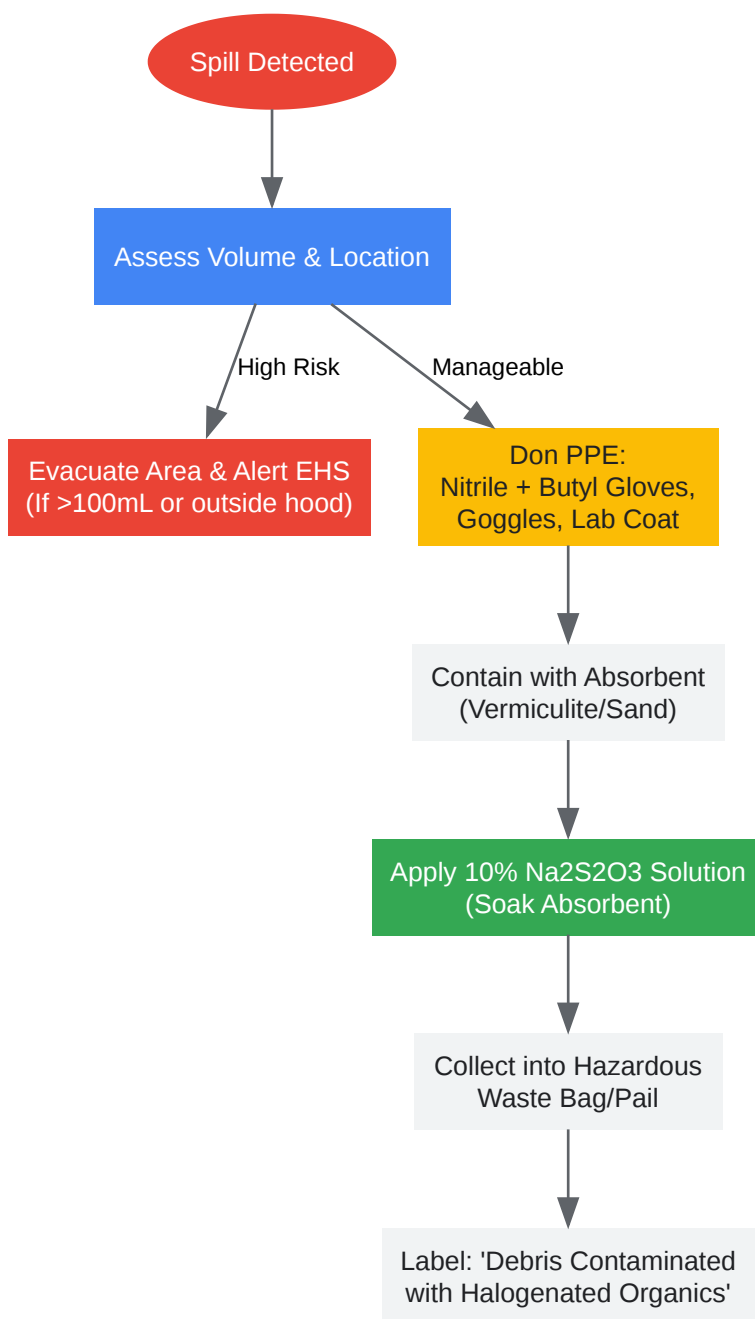 Spill Detected
Assess Volume & Location
High Risk
Manageable
Evacuate Area & Alert EHS
(If >100mL or outside hood)
Don PPE:
Nitrile + Butyl Gloves,
Goggles, Lab Coat
Contain with Absorbent
(Vermiculite/Sand)
Apply 10% Na2S2O3 Solution
(Soak Absorbent)
Collect into Hazardous
Waste Bag/Pail
Label: 'Debris Contaminated
with Halogenated Organics'